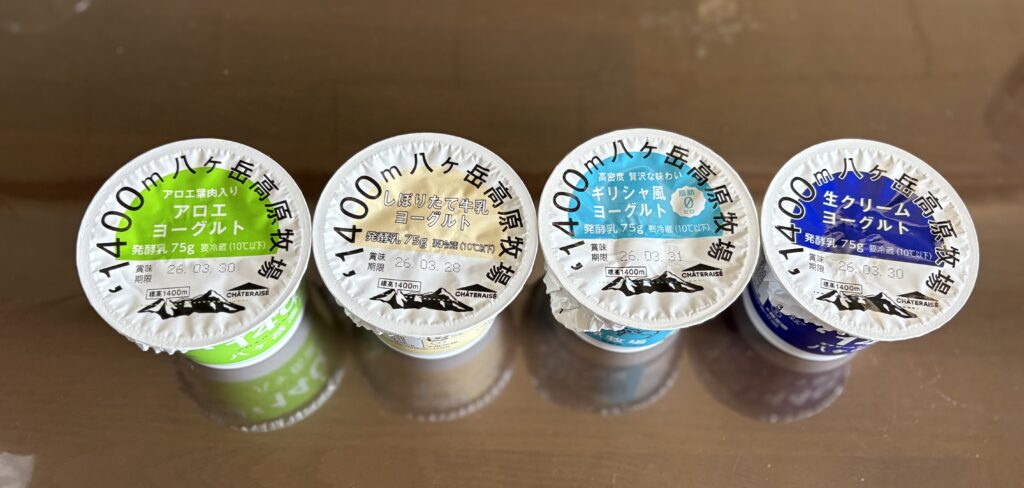 1400m八ヶ岳高原牧場
アロエ葉肉入り
アロエ
ヨーグルト
発酵乳 75g 要冷蔵(10℃以下)
賞味
期限
26.03.30
標高1400m
CHÂTERAISÉ
1400m八ヶ岳高原牧場
しぼりたて牛乳
ヨーグルト
発酵乳 75g 要冷蔵(10℃以下)
賞味
期限
26.03.28
標高1400m
CHÂTERAISÉ
1400m八ヶ岳高原牧場
高密度 贅沢な味わい
ギリシャ風
ヨーグルト
脂肪
0
ゼロ
発酵乳 75g 要冷蔵(10℃以下)
賞味
期限
26.03.31
標高1400m
CHÂTERAISÉ
牧場
1400m八ヶ岳高原牧場
生クリーム
ヨーグルト
発酵乳 75g 要冷蔵(10℃以下)
賞味
期限
26.03.30
標高1400m
CHÂTERAISÉ